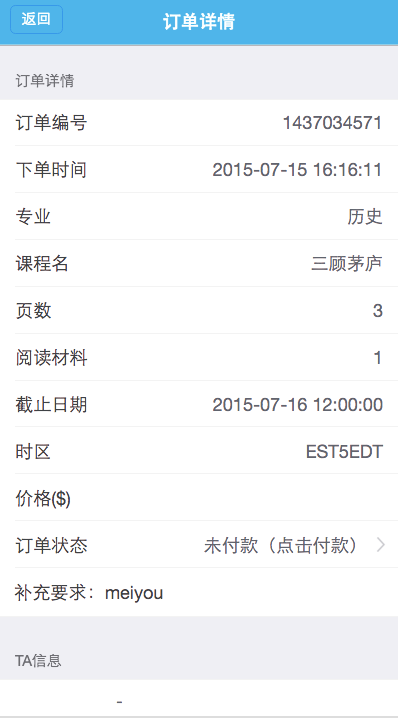 返回
订单详情
订单详情
订单编号 1437034571
下单时间 2015-07-15 16:16:11
专业 历史
课程名 三顾茅庐
页数 3
阅读材料 1
截止日期 2015-07-16 12:00:00
时区 EST5EDT
价格($)
订单状态 未付款（点击付款）
补充要求：meiyou
TA信息
-